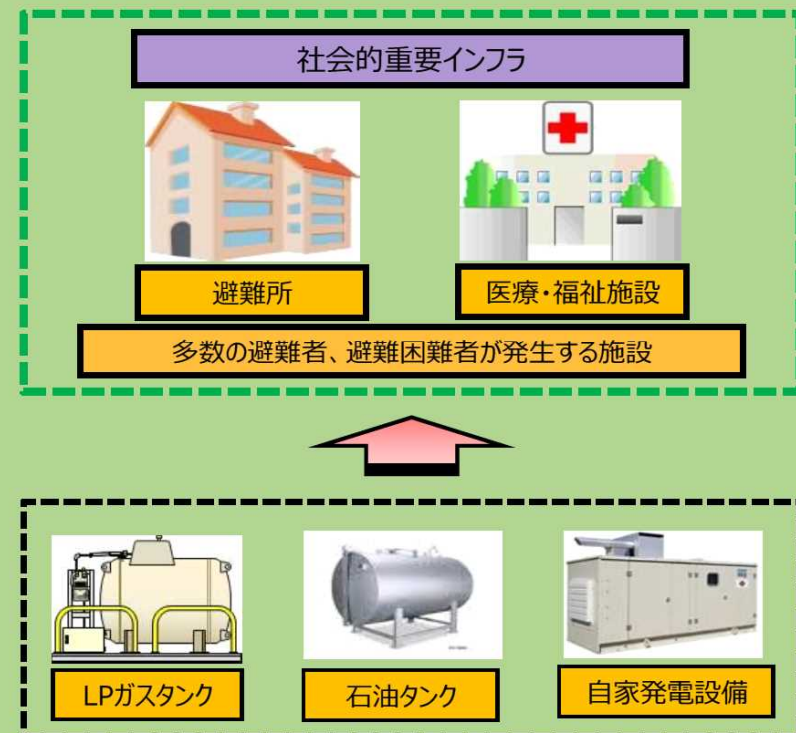 社会的重要インフラ
避難所
医療・福祉施設
多数の避難者、避難困難者が発生する施設
LPガスタンク
石油タンク
自家発電設備